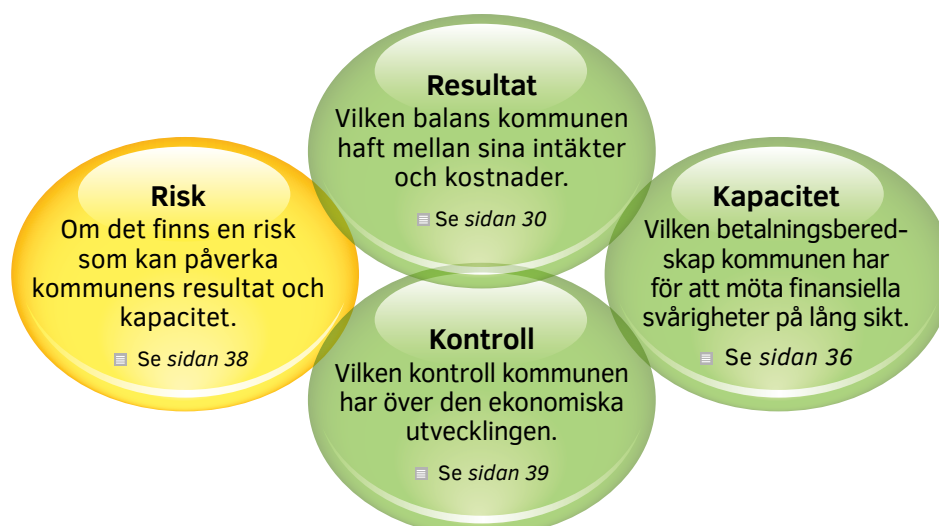 Resultat
Vilken balans kommunen
haft mellan sina intäkter
och kostnader.
Se sidan 30
Risk
Om det finns en risk
som kan påverka
kommunens resultat och
kapacitet.
Se sidan 38
Kapacitet
Vilken betalningsbered-
skap kommunen har
för att möta finansiella
svårigheter på lång sikt.
Se sidan 36
Kontroll
Vilken kontroll kommunen
har över den ekonomiska
utvecklingen.
Se sidan 39